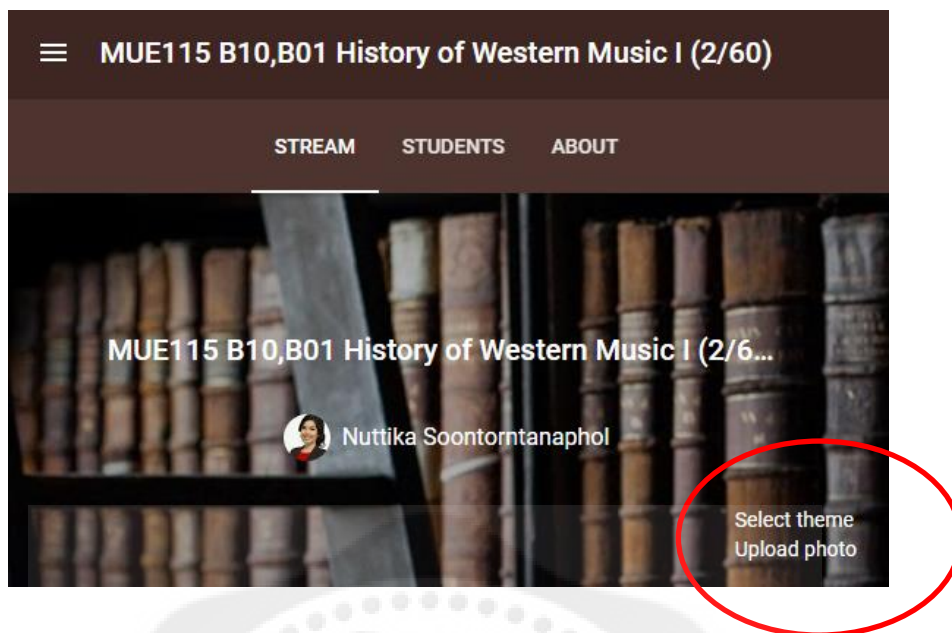 MUE115 B10,B01 History of Western Music I (2/60)
STREAM STUDENTS ABOUT
MUE115 B10,B01 History of Western Music I (2/6...
Nuttika Soontorntanaphol
Select theme
Upload photo